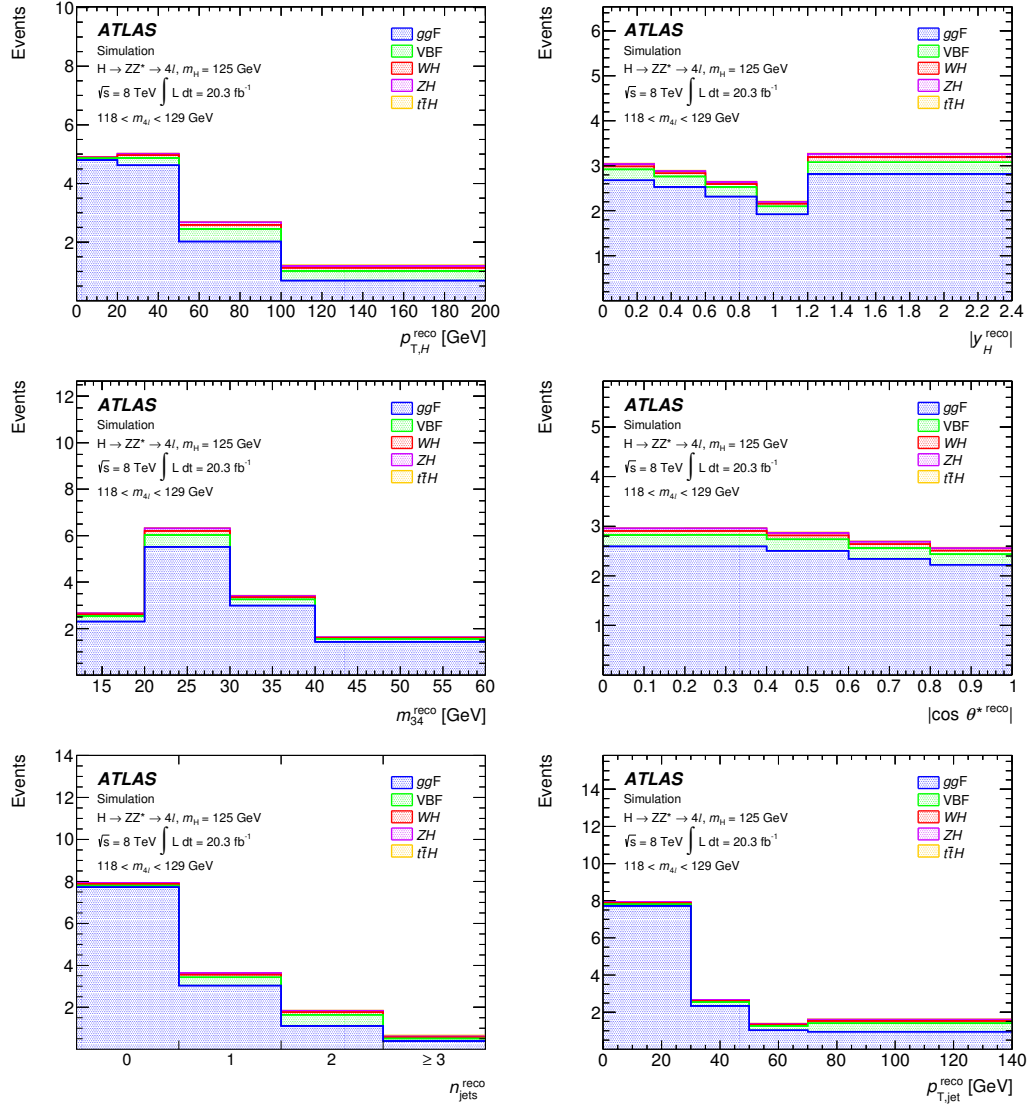 Events
10
8
6
4
2
ATLAS
Simulation
H → ZZ* → 4l, m_H = 125 GeV
√s = 8 TeV ∫ L dt = 20.3 fb⁻¹
118 < m_4l < 129 GeV
ggF
VBF
WH
ZH
tt̄H
0 20 40 60 80 100 120 140 160 180 200
p_T,H^reco [GeV]
Events
6
5
4
3
2
1
ATLAS
Simulation
H → ZZ* → 4l, m_H = 125 GeV
√s = 8 TeV ∫ L dt = 20.3 fb⁻¹
118 < m_4l < 129 GeV
ggF
VBF
WH
ZH
tt̄H
0 0.2 0.4 0.6 0.8 1 1.2 1.4 1.6 1.8 2 2.2 2.4
|y_H^reco|
Events
12
10
8
6
4
2
ATLAS
Simulation
H → ZZ* → 4l, m_H = 125 GeV
√s = 8 TeV ∫ L dt = 20.3 fb⁻¹
118 < m_4l < 129 GeV
ggF
VBF
WH
ZH
tt̄H
15 20 25 30 35 40 45 50 55 60
m_34^reco [GeV]
Events
5
4
3
2
1
ATLAS
Simulation
H → ZZ* → 4l, m_H = 125 GeV
√s = 8 TeV ∫ L dt = 20.3 fb⁻¹
118 < m_4l < 129 GeV
ggF
VBF
WH
ZH
tt̄H
0 0.1 0.2 0.3 0.4 0.5 0.6 0.7 0.8 0.9 1
|cos θ* ^reco|
Events
14
12
10
8
6
4
2
ATLAS
Simulation
H → ZZ* → 4l, m_H = 125 GeV
√s = 8 TeV ∫ L dt = 20.3 fb⁻¹
118 < m_4l < 129 GeV
ggF
VBF
WH
ZH
tt̄H
0 1 2 ≥ 3
n_jets^reco
Events
14
12
10
8
6
4
2
ATLAS
Simulation
H → ZZ* → 4l, m_H = 125 GeV
√s = 8 TeV ∫ L dt = 20.3 fb⁻¹
118 < m_4l < 129 GeV
ggF
VBF
WH
ZH
tt̄H
0 20 40 60 80 100 120 140
p_T,jet^reco [GeV]